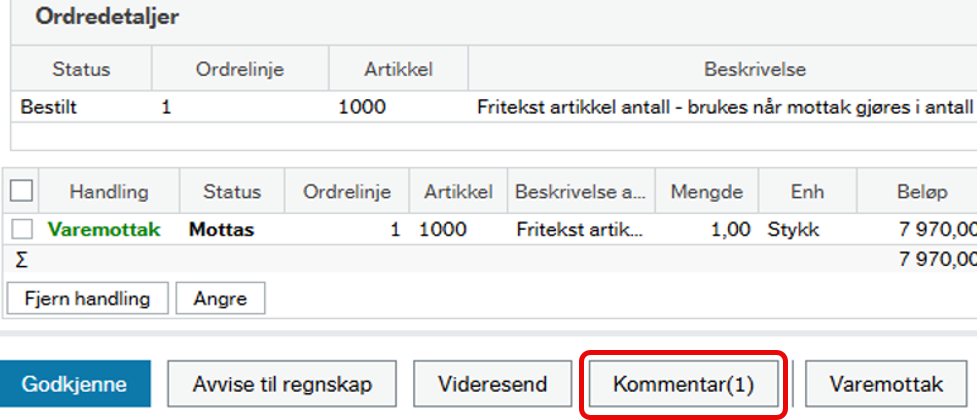 Ordredetaljer
Status Ordrelinje Artikkel Beskrivelse
Bestilt 1 1000 Fritekst artikkel antall - brukes når mottak gjøres i antall
Handling Status Ordrelinje Artikkel Beskrivelse a... Mengde Enh Beløp
Varemottak Mottas 1 1000 Fritekst artik... 1,00 Stykk 7 970,00
Σ 7 970,00
Fjern handling Angre
Godkjenne Avvise til regnskap Videresend Kommentar(1) Varemottak